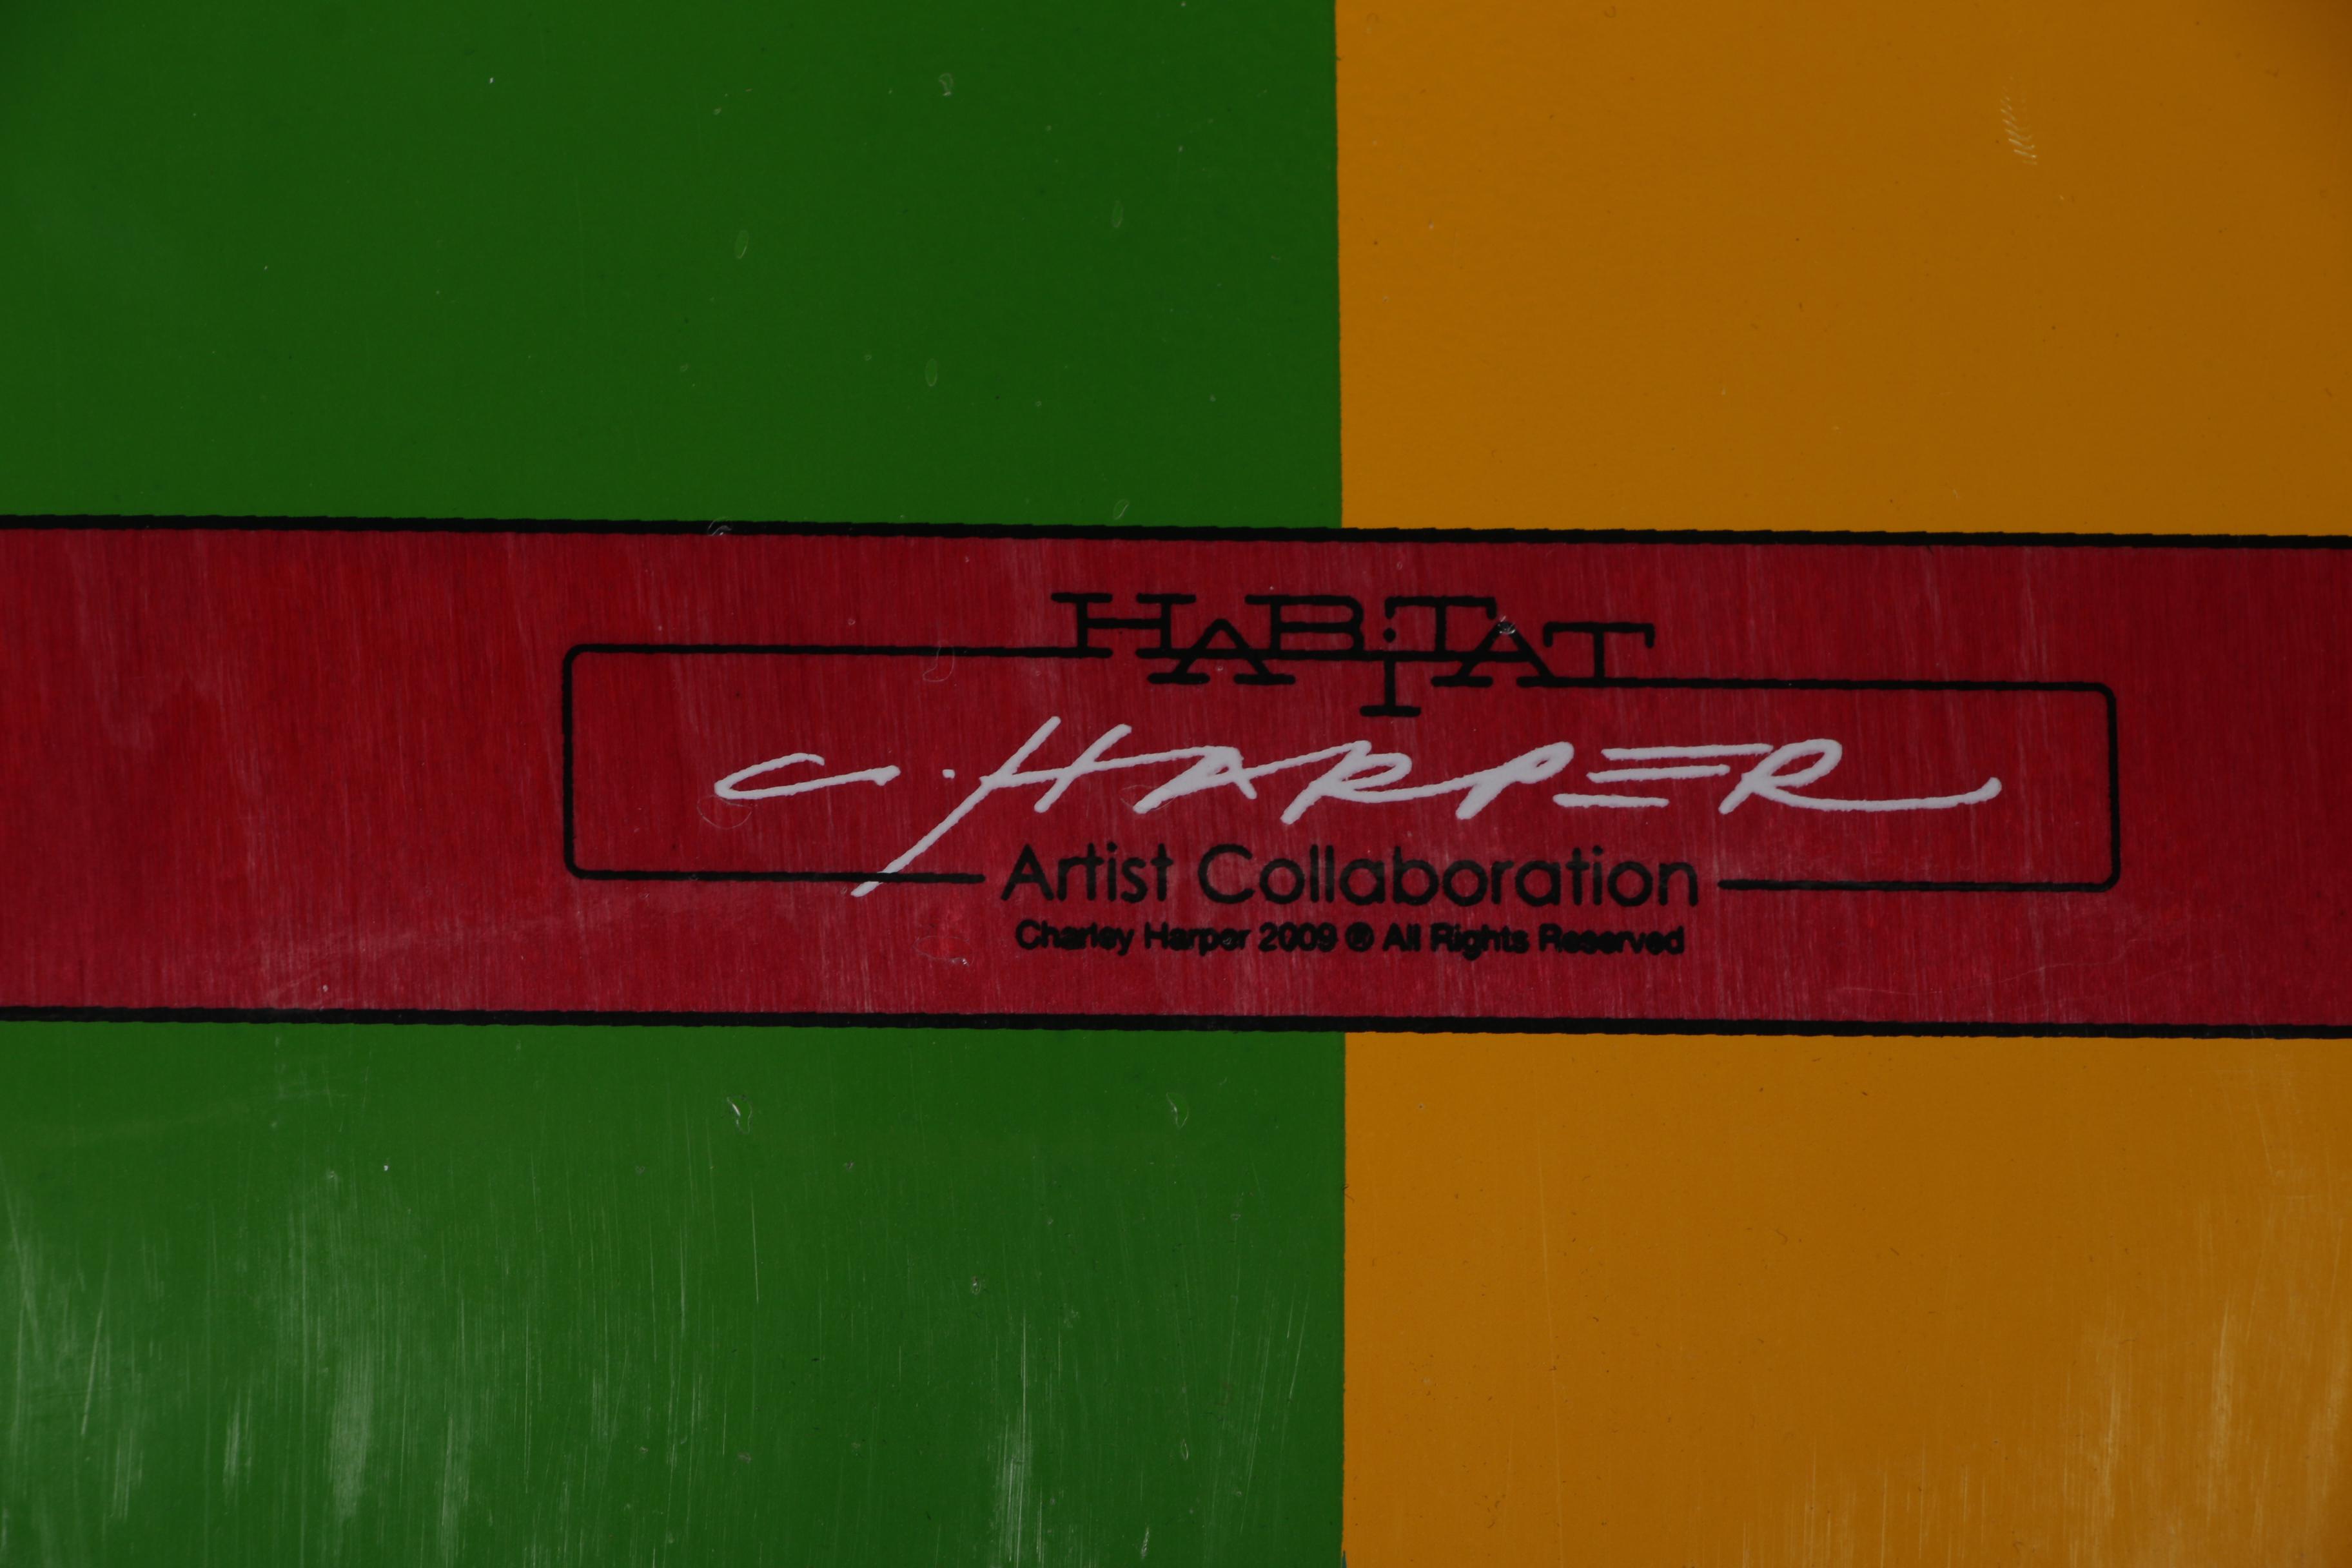 HABiTAT
C. HARPER
Artist Collaboration
Charley Harper 2009 ® All Rights Reserved